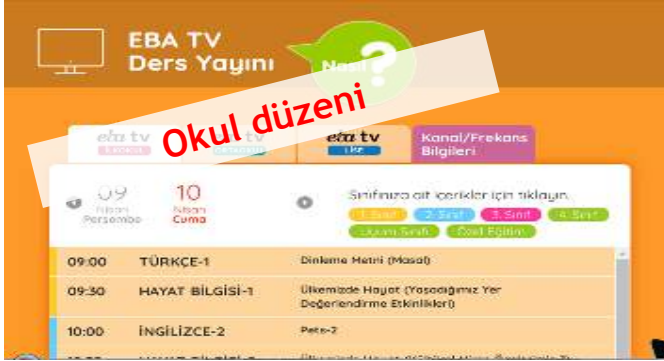 EBA TV
Ders Yayını
Nasıl ?
Okul düzeni
eba tv
eba tv
LİSE
Kanal/Frekans
Bilgileri
09
Nisan
Perşembe
10
Nisan
Cuma
Sınıfınıza ait içerikler için tıklayın.
1. Sınıf
2. Sınıf
3. Sınıf
4. Sınıf
Uyum Sınıfı
Özel Eğitim
09:00 TÜRKÇE-1 Dinleme Metni (Masal)
09:30 HAYAT BİLGİSİ-1 Ülkemizde Hayat (Yaşadığımız Yer
Değerlendirme Etkinlikleri)
10:00 İNGİLİZCE-2 Pets-2